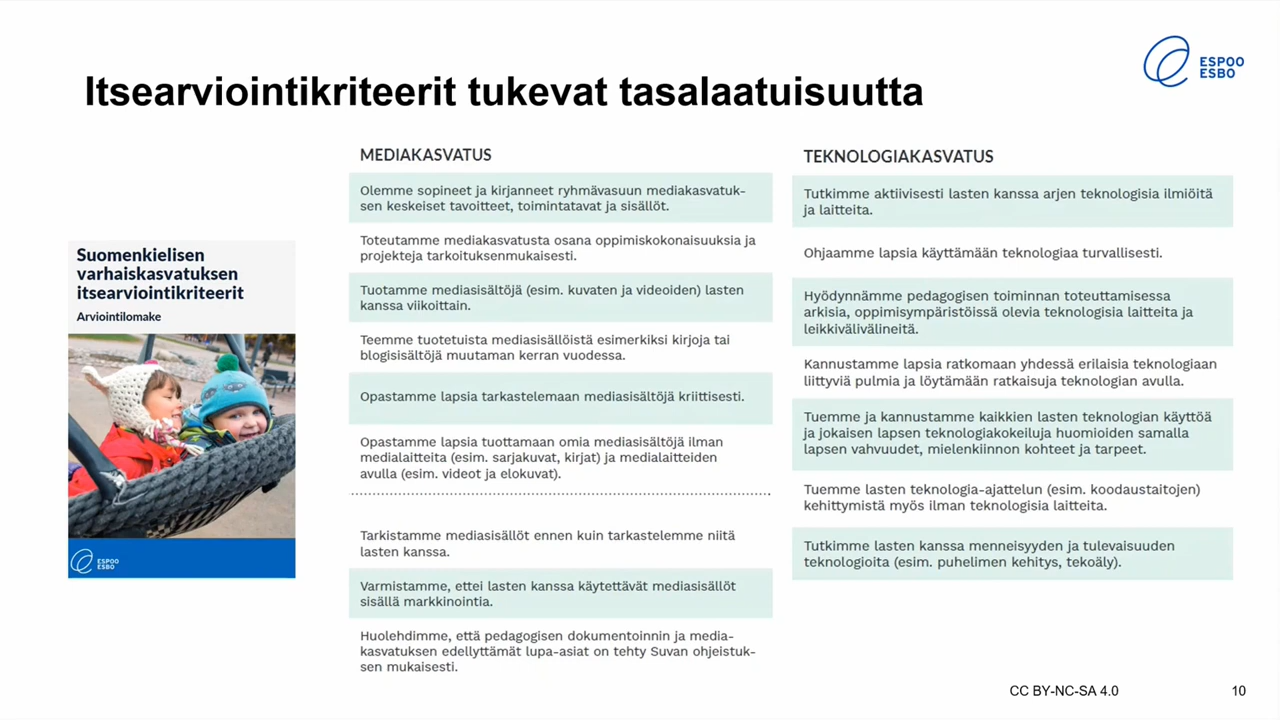 ESPOO
ESBO
Itsearviointikriteerit tukevat tasalaatuisuutta
Suomenkielisen
varhaiskasvatuksen
itsearviointikriteerit
Arviointilomake
ESPOO
ESBO
MEDIAKASVATUS
Olemme sopineet ja kirjanneet ryhmävasuun mediakasvatuk-
sen keskeiset tavoitteet, toimintatavat ja sisällöt.
Toteutamme mediakasvatusta osana oppimiskokonaisuuksia ja
projekteja tarkoituksenmukaisesti.
Tuotamme mediasisältöjä (esim. kuvaten ja videoiden) lasten
kanssa viikoittain.
Teemme tuotetuista mediasisällöistä esimerkiksi kirjoja tai
blogisisältöjä muutaman kerran vuodessa.
Opastamme lapsia tarkastelemaan mediasisältöjä kriittisesti.
Opastamme lapsia tuottamaan omia mediasisältöjä ilman
medialaitteita (esim. sarjakuvat, kirjat) ja medialaitteiden
avulla (esim. videot ja elokuvat).
Tarkistamme mediasisällöt ennen kuin tarkastelemme niitä
lasten kanssa.
Varmistamme, ettei lasten kanssa käytettävät mediasisällöt
sisällä markkinointia.
Huolehdimme, että pedagogisen dokumentoinnin ja media-
kasvatuksen edellyttämät lupa-asiat on tehty Suvan ohjeistuk-
sen mukaisesti.
TEKNOLOGIAKASVATUS
Tutkimme aktiivisesti lasten kanssa arjen teknologisia ilmiöitä
ja laitteita.
Ohjaamme lapsia käyttämään teknologiaa turvallisesti.
Hyödynnämme pedagogisen toiminnan toteuttamisessa
arkisia, oppimisympäristöissä olevia teknologisia laitteita ja
leikkivälivälineitä.
Kannustamme lapsia ratkomaan yhdessä erilaisia teknologiaan
liittyviä pulmia ja löytämään ratkaisuja teknologian avulla.
Tuemme ja kannustamme kaikkien lasten teknologian käyttöä
ja jokaisen lapsen teknologiakokeiluja huomioiden samalla
lapsen vahvuudet, mielenkiinnon kohteet ja tarpeet.
Tuemme lasten teknologia-ajattelun (esim. koodaustaitojen)
kehittymistä myös ilman teknologisia laitteita.
Tutkimme lasten kanssa menneisyyden ja tulevaisuuden
teknologioita (esim. puhelimen kehitys, tekoäly).
CC BY-NC-SA 4.0
10